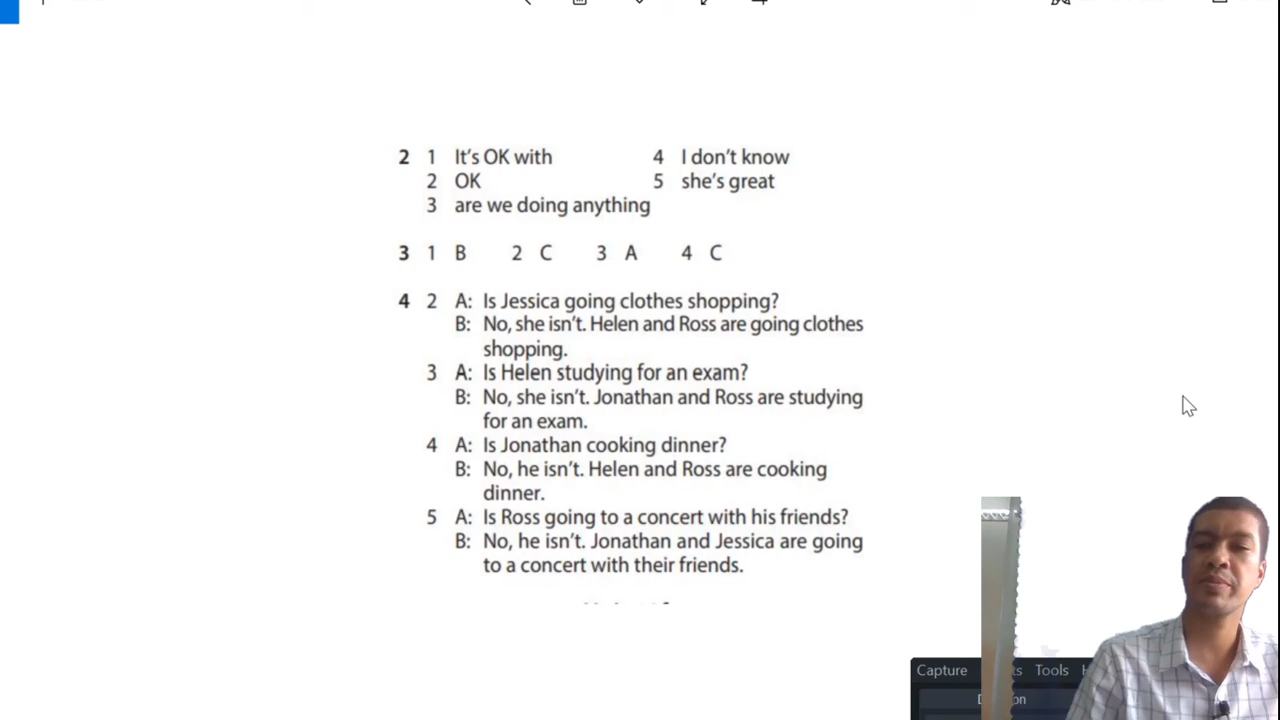 2 1 It's OK with 4 I don't know
2 OK 5 she's great
3 are we doing anything
3 1 B 2 C 3 A 4 C
4 2 A: Is Jessica going clothes shopping?
B: No, she isn't. Helen and Ross are going clothes
shopping.
3 A: Is Helen studying for an exam?
B: No, she isn't. Jonathan and Ross are studying
for an exam.
4 A: Is Jonathan cooking dinner?
B: No, he isn't. Helen and Ross are cooking
dinner.
5 A: Is Ross going to a concert with his friends?
B: No, he isn't. Jonathan and Jessica are going
to a concert with their friends.
Capture Tools